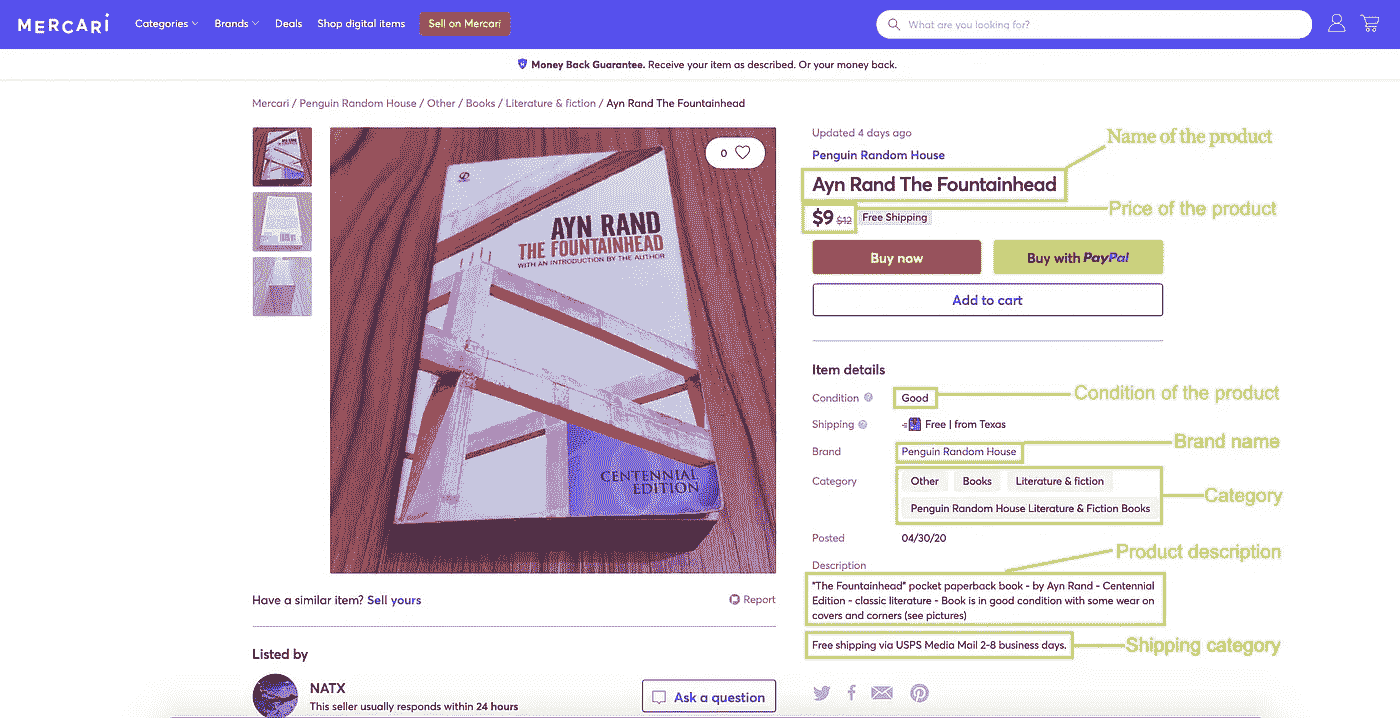 MERCARI
Categories
Brands
Deals
Shop digital items
Sell on Mercari
What are you looking for?
Money Back Guarantee. Receive your item as described. Or your money back.
Mercari / Penguin Random House / Other / Books / Literature & fiction / Ayn Rand The Fountainhead
0
AYN RAND
THE FOUNTAINHEAD
WITH AN INTRODUCTION BY THE AUTHOR
CENTENNIAL
EDITION
Have a similar item? Sell yours
Report
Listed by
NATX
This seller usually responds within 24 hours
Ask a question
Updated 4 days ago
Penguin Random House
Name of the product
Ayn Rand The Fountainhead
$9 $12 Free Shipping
Price of the product
Buy now
Buy with PayPal
Add to cart
Item details
Condition
Good
Condition of the product
Shipping
Free | from Texas
Brand
Penguin Random House
Brand name
Category
Other
Books
Literature & fiction
Penguin Random House Literature & Fiction Books
Category
Posted
04/30/20
Description
Product description
"The Fountainhead" pocket paperback book - by Ayn Rand - Centennial
Edition - classic literature - Book is in good condition with some wear on
covers and corners (see pictures)
Free shipping via USPS Media Mail 2-8 business days.
Shipping category